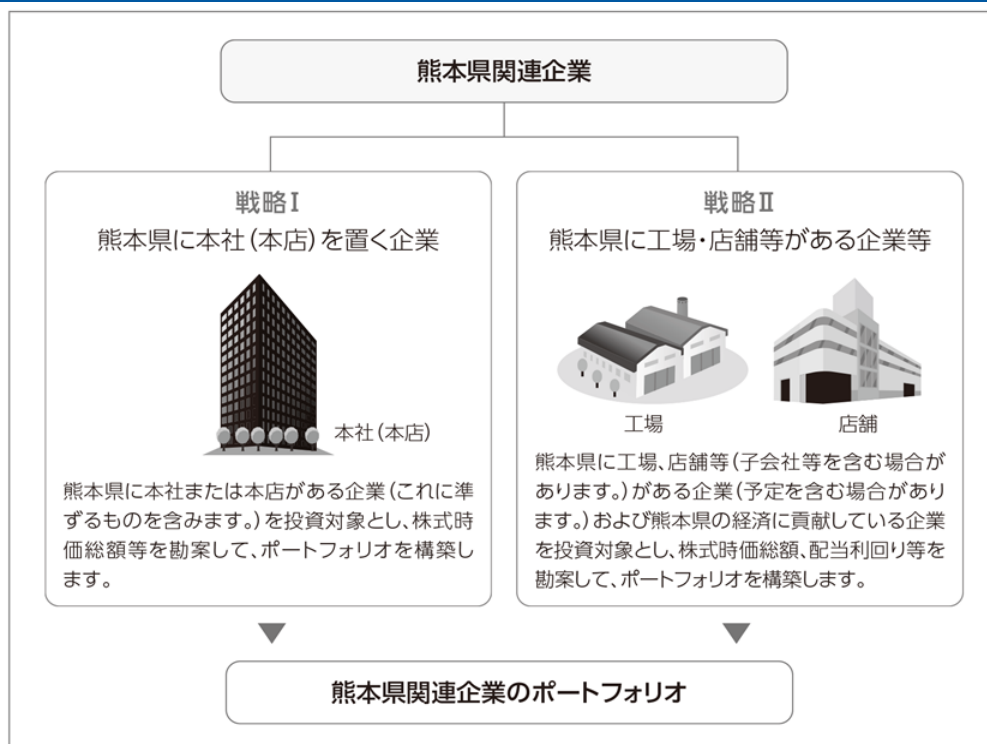 熊本県関連企業
戦略Ⅰ
熊本県に本社(本店)を置く企業
本社(本店)
熊本県に本社または本店がある企業(これに準
ずるものを含みます。)を投資対象とし、株式時
価総額等を勘案して、ポートフォリオを構築し
ます。
戦略Ⅱ
熊本県に工場・店舗等がある企業等
工場
店舗
熊本県に工場、店舗等(子会社等を含む場合が
あります。)がある企業(予定を含む場合があり
ます。)および熊本県の経済に貢献している企業
を投資対象とし、株式時価総額、配当利回り等を
勘案して、ポートフォリオを構築します。
熊本県関連企業のポートフォリオ